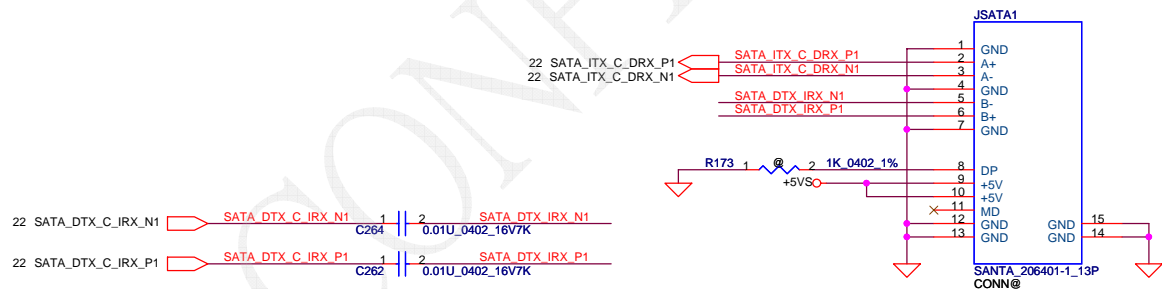 JSATA1
1 GND
22 SATA_ITX_C_DRX_P1 SATA_ITX_C_DRX_P1 2 A+
22 SATA_ITX_C_DRX_N1 SATA_ITX_C_DRX_N1 3 A-
4 GND
SATA_DTX_IRX_N1 5 B-
SATA_DTX_IRX_P1 6 B+
7 GND
R173 1 @ 2 1K_0402_1% 8 DP
+5VS 9 +5V
10 +5V
11 MD
12 GND GND 15
13 GND GND 14
SANTA_206401-1_13P
CONN@
22 SATA_DTX_C_IRX_N1 SATA_DTX_C_IRX_N1 1 2 SATA_DTX_IRX_N1
C264 0.01U_0402_16V7K
22 SATA_DTX_C_IRX_P1 SATA_DTX_C_IRX_P1 1 2 SATA_DTX_IRX_P1
C262 0.01U_0402_16V7K